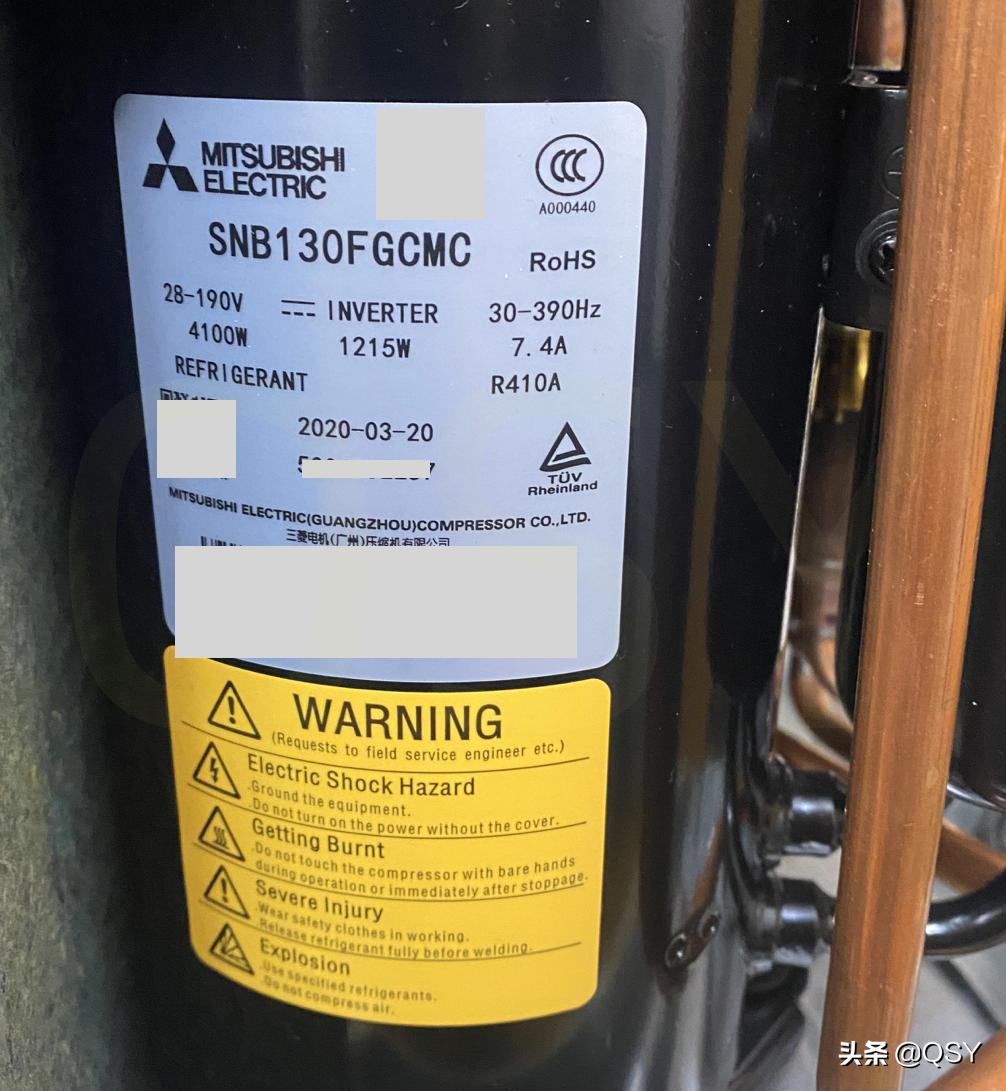 MITSUBISHI
ELECTRIC
CCC
A000440
SNB130FGCMC
RoHS
28-190V INVERTER 30-390Hz
4100W 1215W 7.4A
REFRIGERANT R410A
2020-03-20
TÜV
Rheinland
MITSUBISHI ELECTRIC(GUANGZHOU)COMPRESSOR CO.,LTD.
三菱电机(广州)压缩机有限公司
WARNING
(Requests to field service engineer etc.)
Electric Shock Hazard
.Ground the equipment.
.Do not turn on the power without the cover.
Getting Burnt
.Do not touch the compressor with bare hands
during operation or immediately after stoppage.
Severe Injury
.Wear safety clothes in working.
.Release refrigerant fully before welding.
Explosion
.Use specified refrigerants.
.Do not compress air.
头条 @QSY